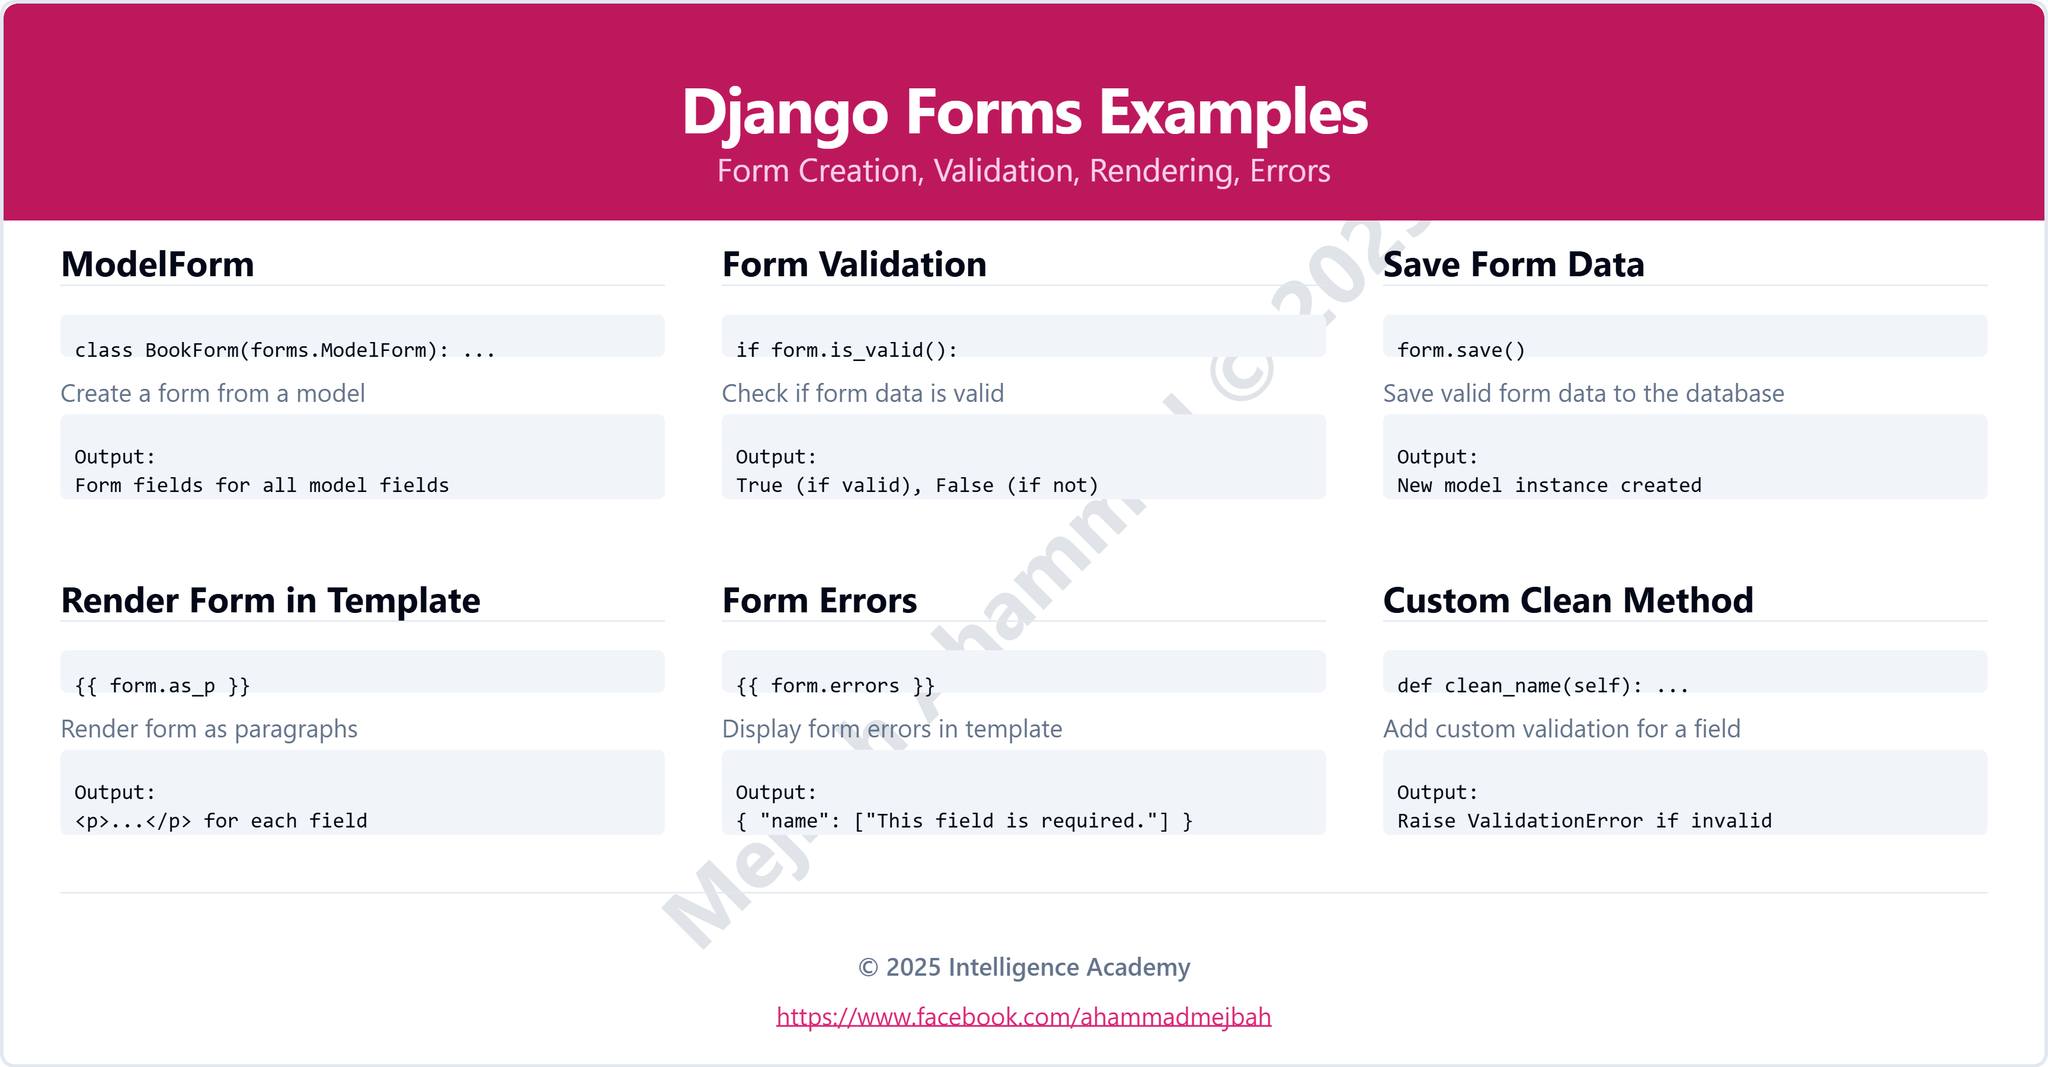 Django Forms Examples
Form Creation, Validation, Rendering, Errors
ModelForm
class BookForm(forms.ModelForm): ...
Create a form from a model
Output:
Form fields for all model fields
Form Validation
if form.is_valid():
Check if form data is valid
Output:
True (if valid), False (if not)
Save Form Data
form.save()
Save valid form data to the database
Output:
New model instance created
Render Form in Template
{{ form.as_p }}
Render form as paragraphs
Output:
<p>...</p> for each field
Form Errors
{{ form.errors }}
Display form errors in template
Output:
{ "name": ["This field is required."] }
Custom Clean Method
def clean_name(self): ...
Add custom validation for a field
Output:
Raise ValidationError if invalid
© 2025 Intelligence Academy
https://www.facebook.com/ahammadmejbah